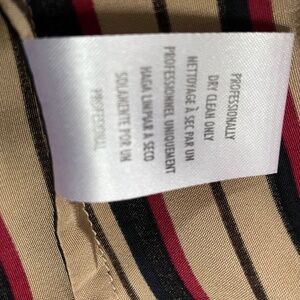 PROFESSIONALLY
DRY CLEAN ONLY
NETTOYAGE À SEC PAR UN
PROFESSIONNEL UNIQUEMENT
HAGA LIMPIAR A SECO
SOLAMENTE POR UN
PROFESIONAL